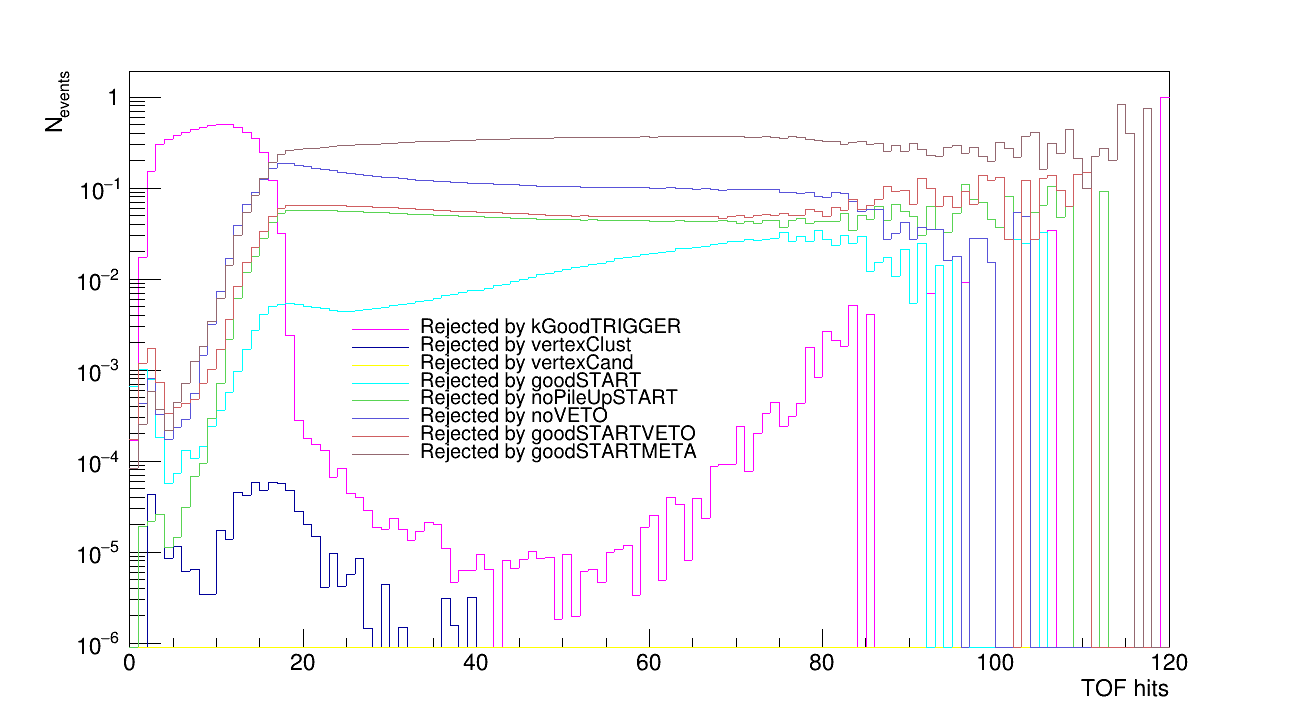 N_events
1
10^−1
10^−2
10^−3
10^−4
10^−5
10^−6
Rejected by kGoodTRIGGER
Rejected by vertexClust
Rejected by vertexCand
Rejected by goodSTART
Rejected by noPileUpSTART
Rejected by noVETO
Rejected by goodSTARTVETO
Rejected by goodSTARTMETA
0 20 40 60 80 100 120
TOF hits